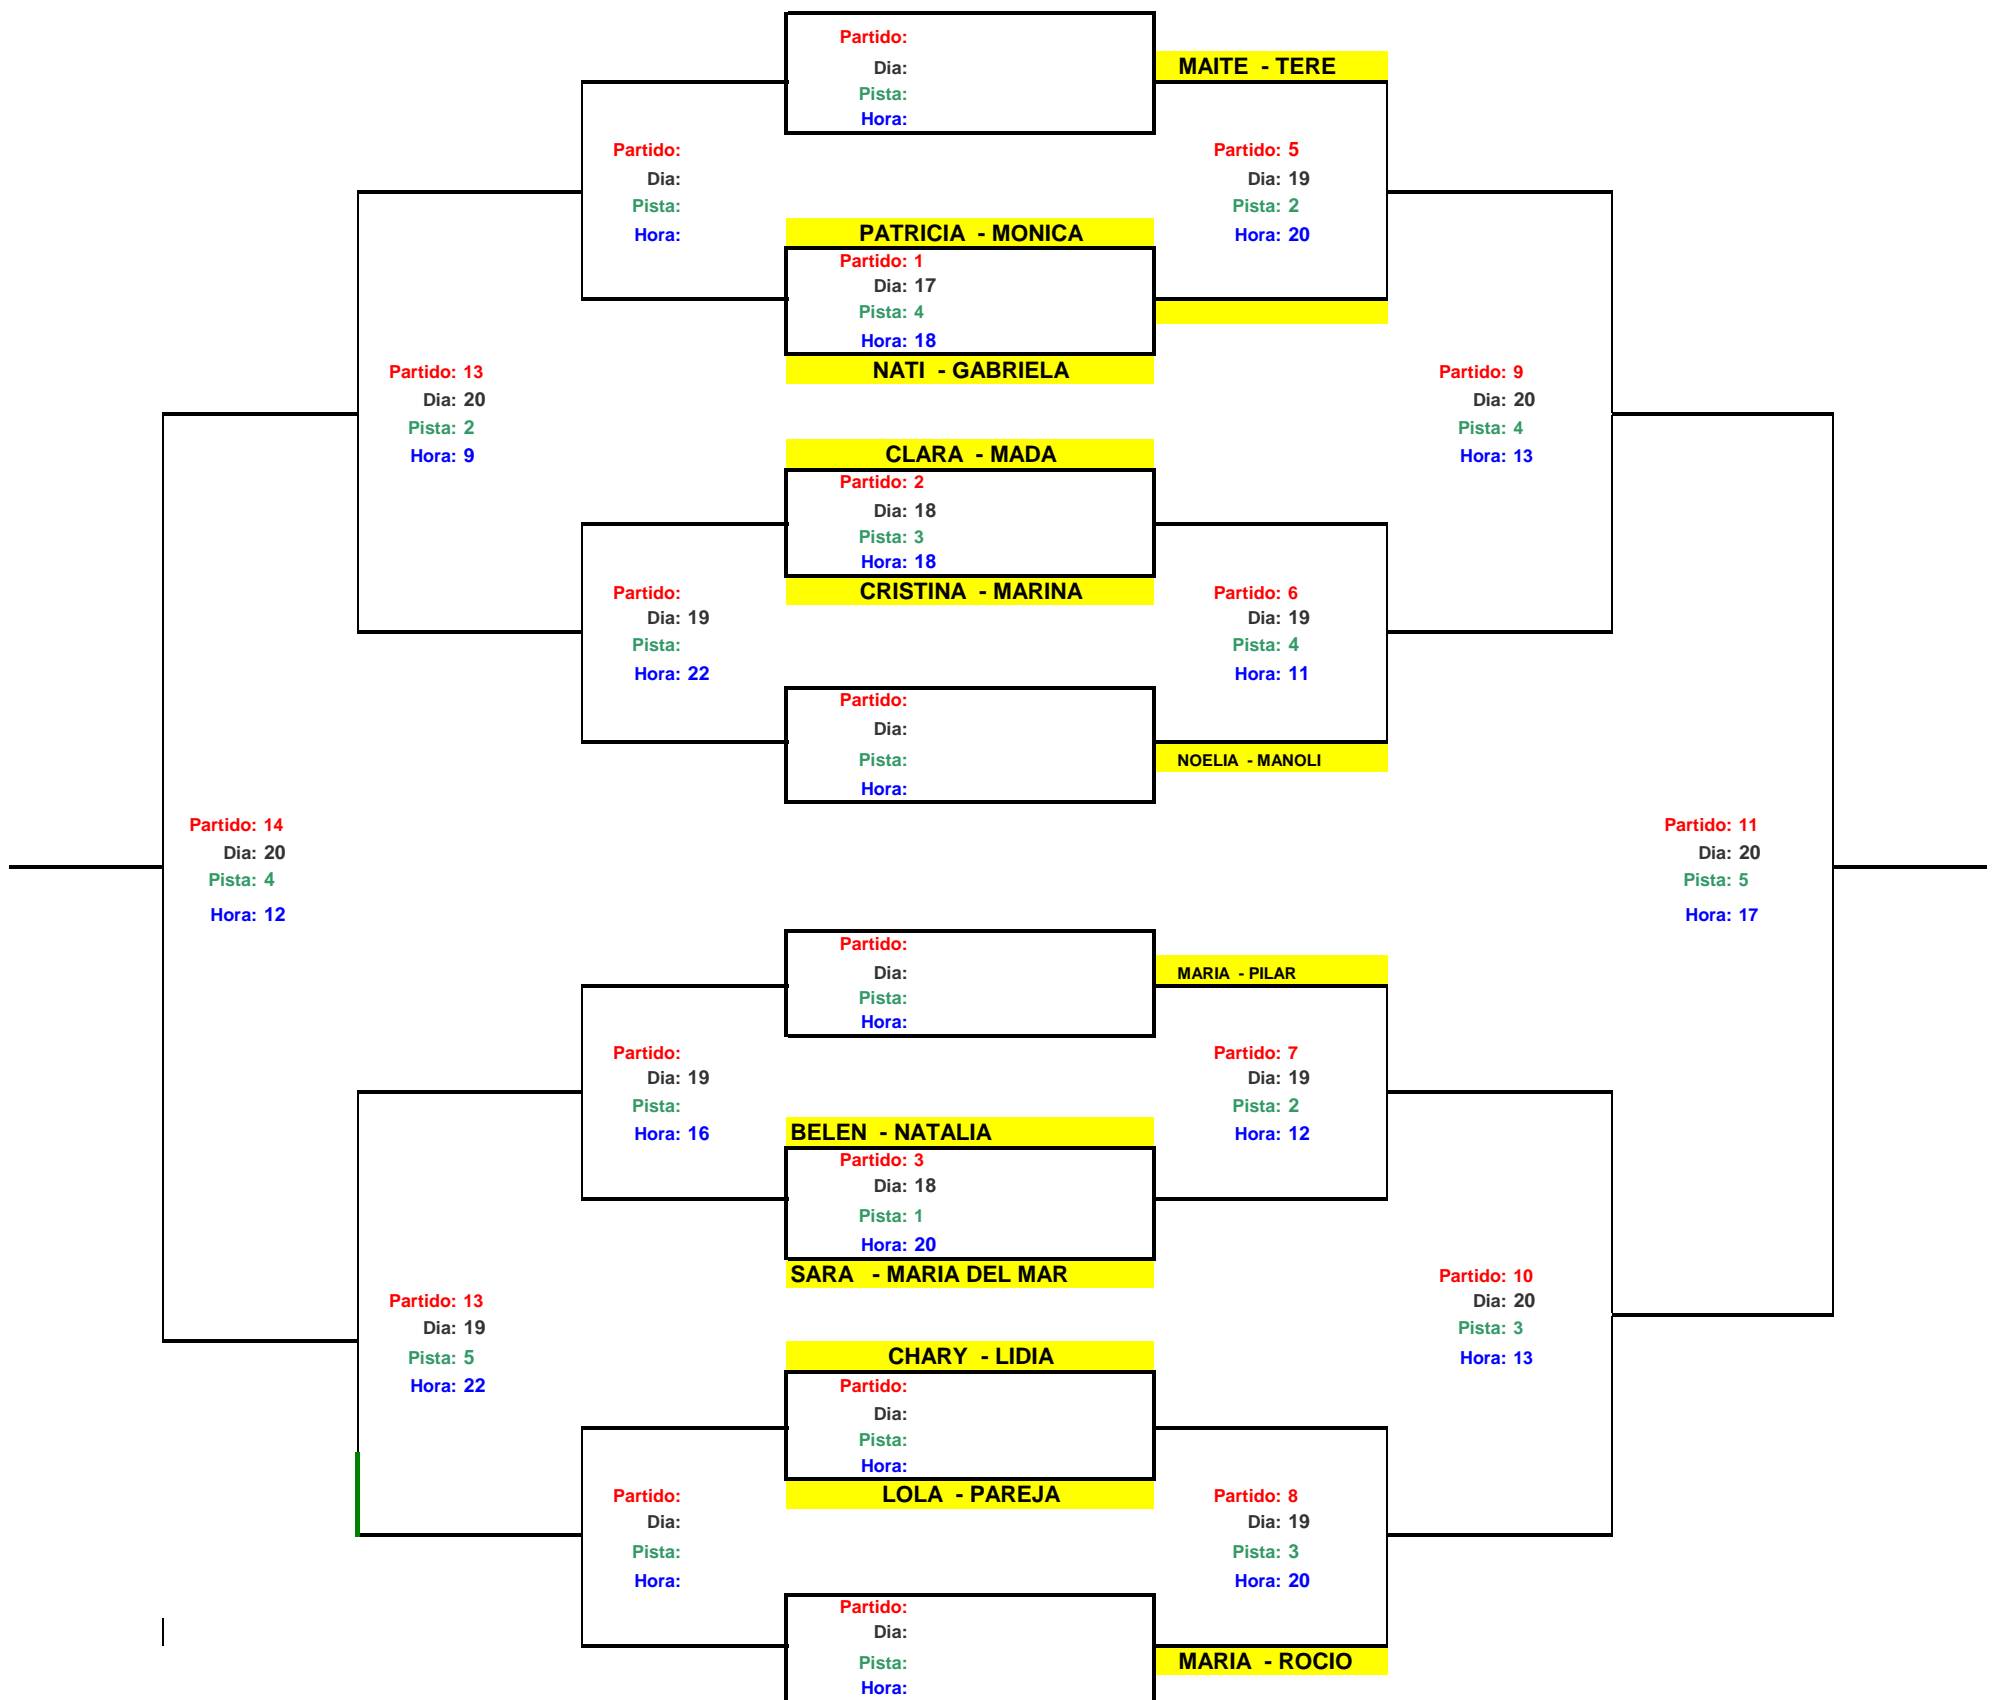 Partido:
Dia:
MAITE - TERE
Pista:
Hora:
Partido:
Partido: 5
Dia:
Dia: 19
Pista:
Pista: 2
Hora:
PATRICIA - MONICA
Hora: 20
Partido: 1
Dia: 17
Pista: 4
Hora: 18
NATI - GABRIELA
Partido: 13
Partido: 9
Dia: 20
Dia: 20
Pista: 2
Pista: 4
Hora: 9
CLARA - MADA
Hora: 13
Partido: 2
Dia: 18
Pista: 3
Hora: 18
Partido:
CRISTINA - MARINA
Partido: 6
Dia: 19
Dia: 19
Pista:
Pista: 4
Hora: 22
Hora: 11
Partido:
Dia:
Pista:
NOELIA - MANOLI
Hora:
Partido: 14
Partido: 11
Dia: 20
Dia: 20
Pista: 4
Pista: 5
Hora: 12
Hora: 17
Partido:
Dia:
MARIA - PILAR
Pista:
Hora:
Partido:
Partido: 7
Dia: 19
Dia: 19
Pista:
Pista: 2
Hora: 16
BELEN - NATALIA
Hora: 12
Partido: 3
Dia: 18
Pista: 1
Hora: 20
SARA - MARIA DEL MAR
Partido: 10
Partido: 13
Dia: 20
Dia: 19
Pista: 3
Pista: 5
CHARY - LIDIA
Hora: 13
Hora: 22
Partido:
Dia:
Pista:
Hora:
Partido:
LOLA - PAREJA
Partido: 8
Dia:
Dia: 19
Pista:
Pista: 3
Hora:
Hora: 20
Partido:
Dia:
Pista:
MARIA - ROCIO
Hora: